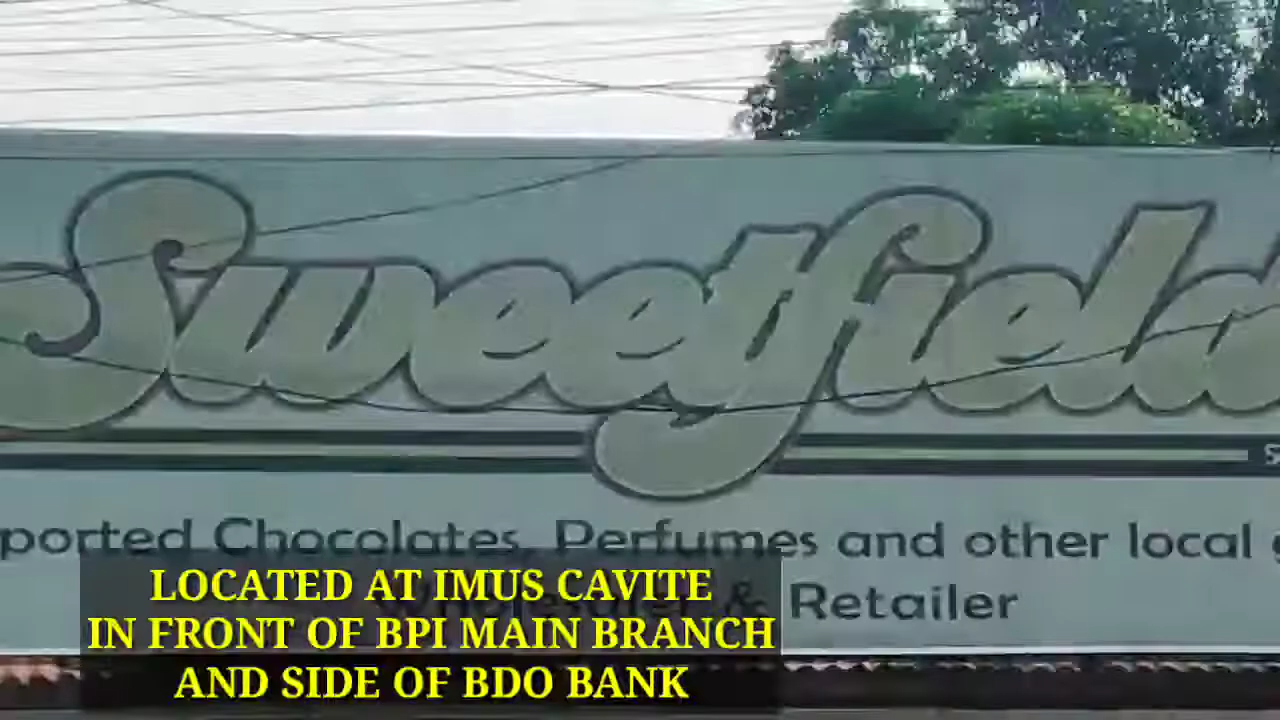 Sweetfield
ported Chocolates, Perfumes and other local
Wholesaler & Retailer
LOCATED AT IMUS CAVITE
IN FRONT OF BPI MAIN BRANCH
AND SIDE OF BDO BANK